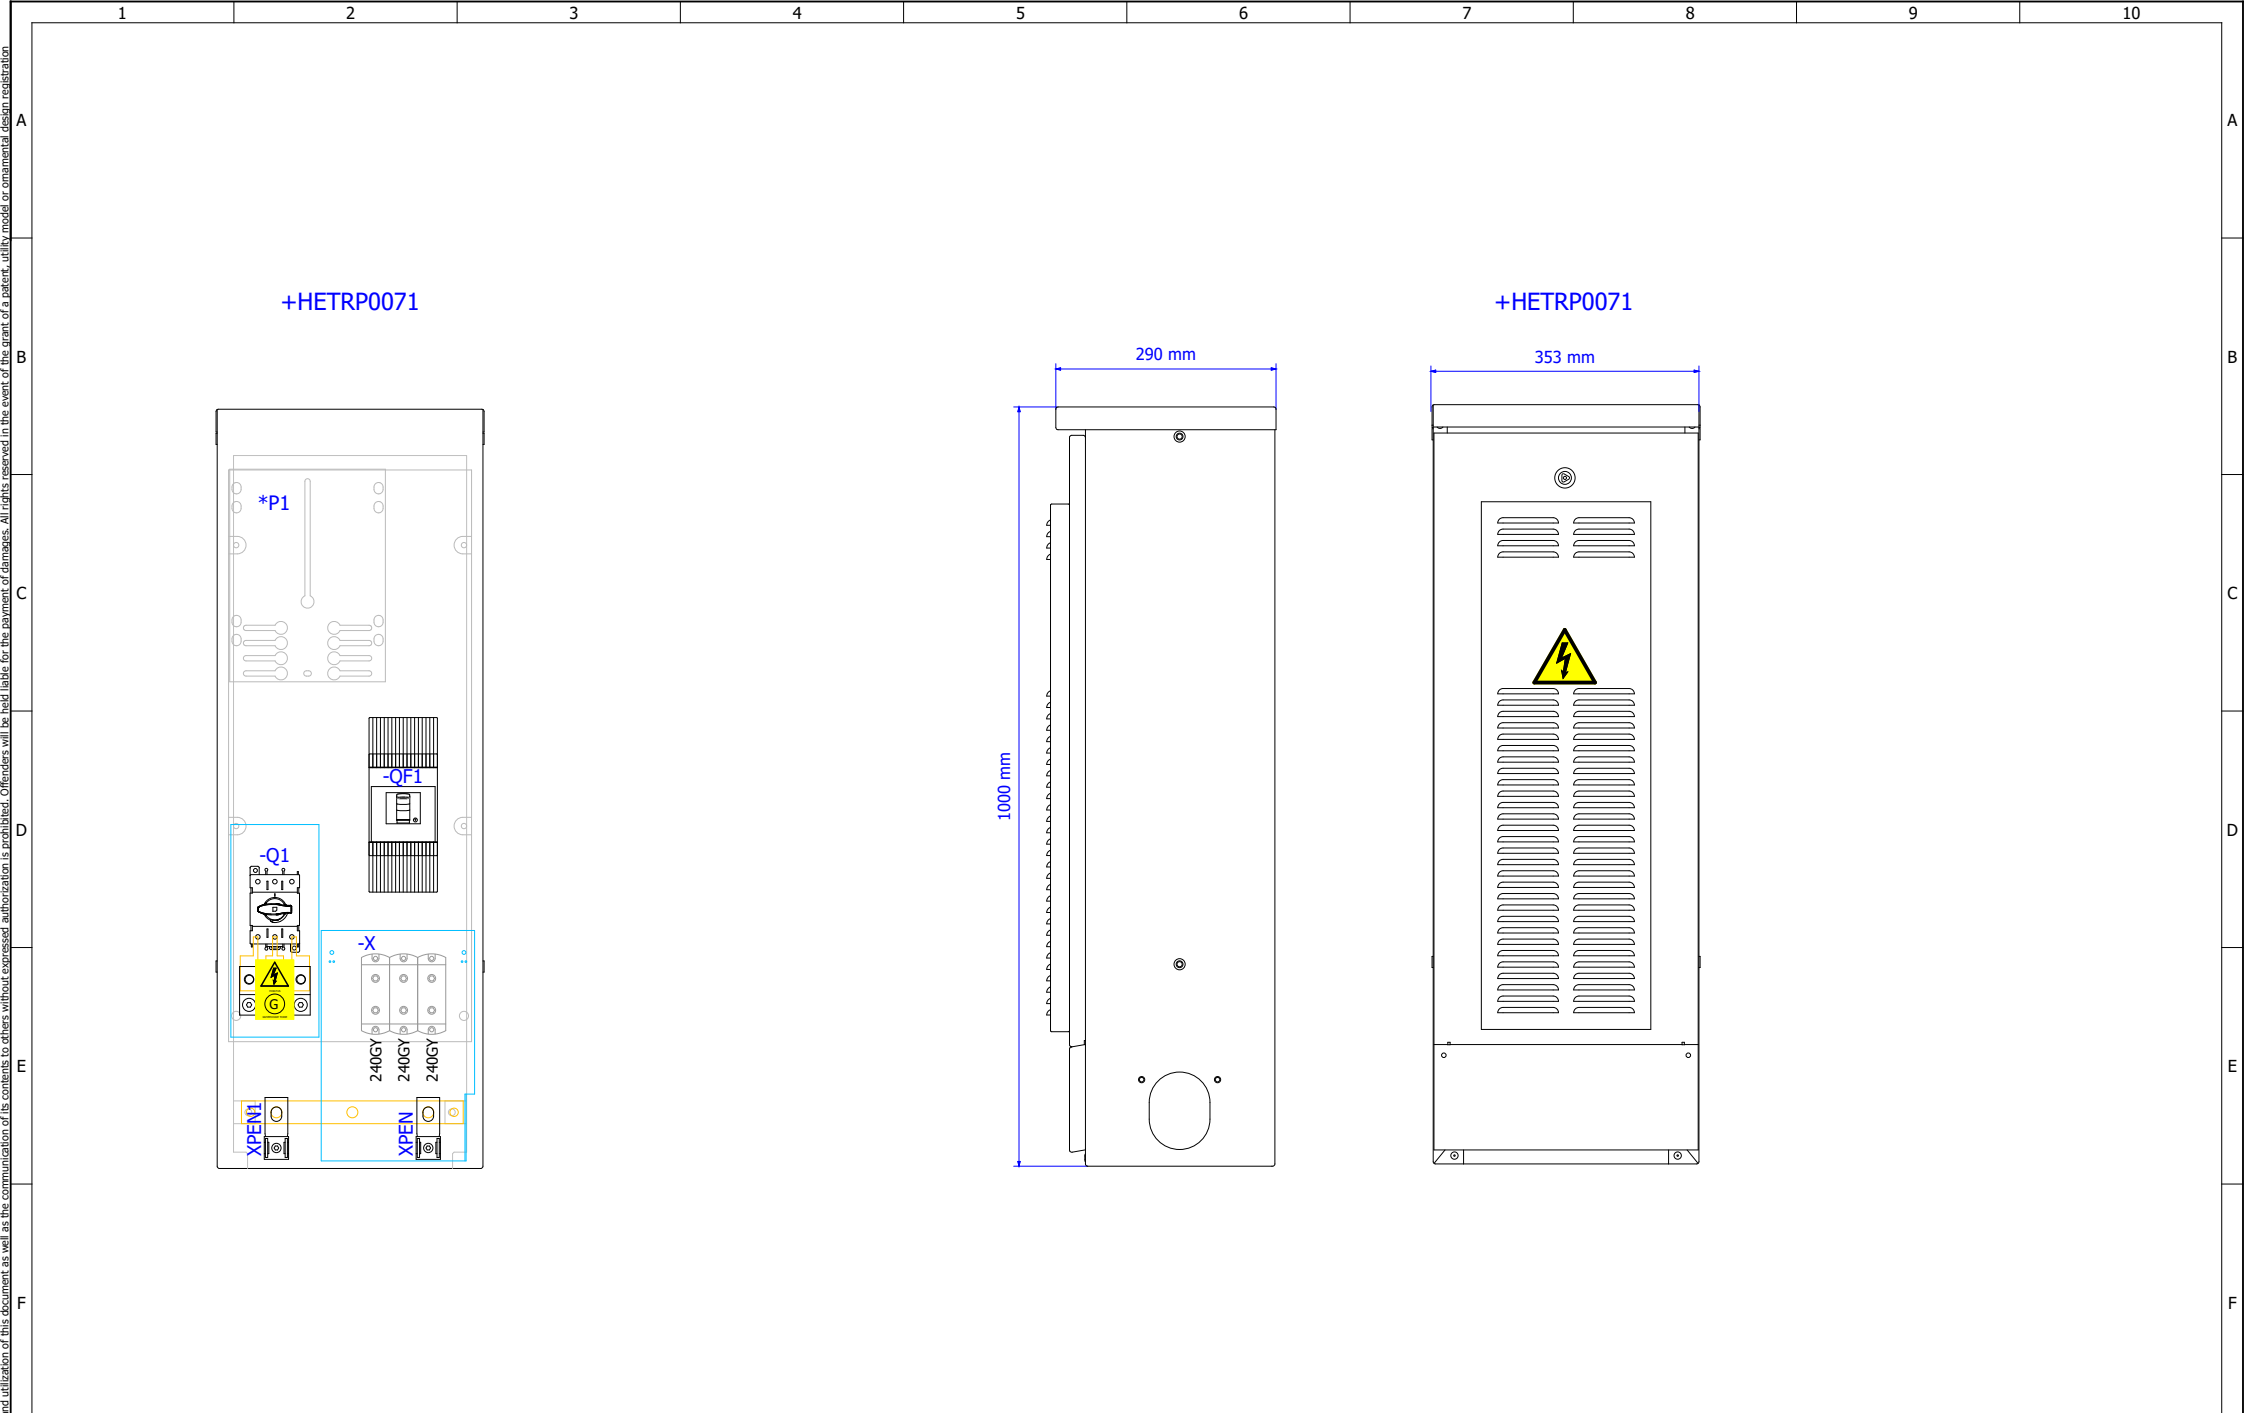 1 2 3 4 5 6 7 8 9 10
A A
B B
C C
D D
E E
F F
nd utilization of this document as well as the communication of its contents to others without expressed authorization is prohibited. Offenders will be held liable for the payment of damages. All rights reserved in the event of the grant of a patent, utility model or ornamental design registration
+HETRP0071
+HETRP0071
290 mm
353 mm
1000 mm
*P1
-QF1
-Q1
-X
G
240GY
240GY
240GY
XPEN1
XPEN